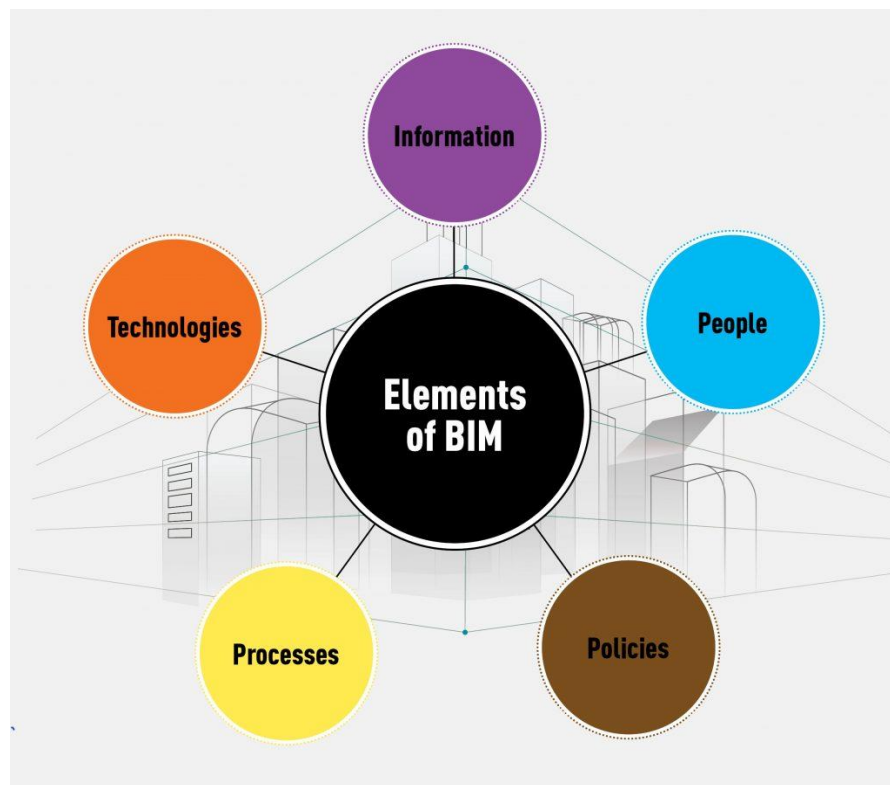 Information
Technologies
People
Elements
of BIM
Processes
Policies